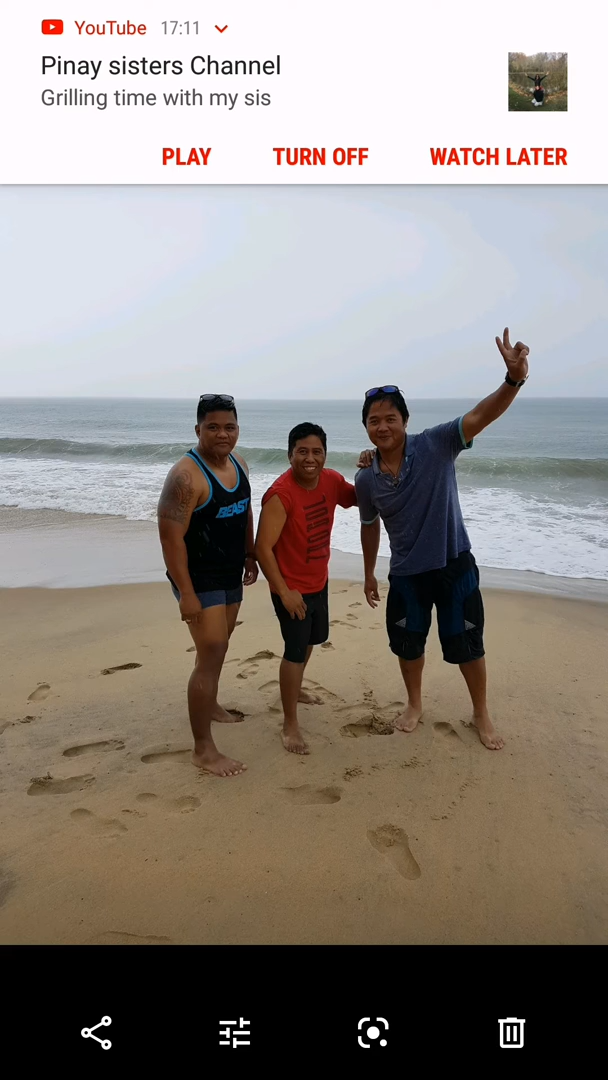 YouTube 17:11
Pinay sisters Channel
Grilling time with my sis
PLAY TURN OFF WATCH LATER
BEAST